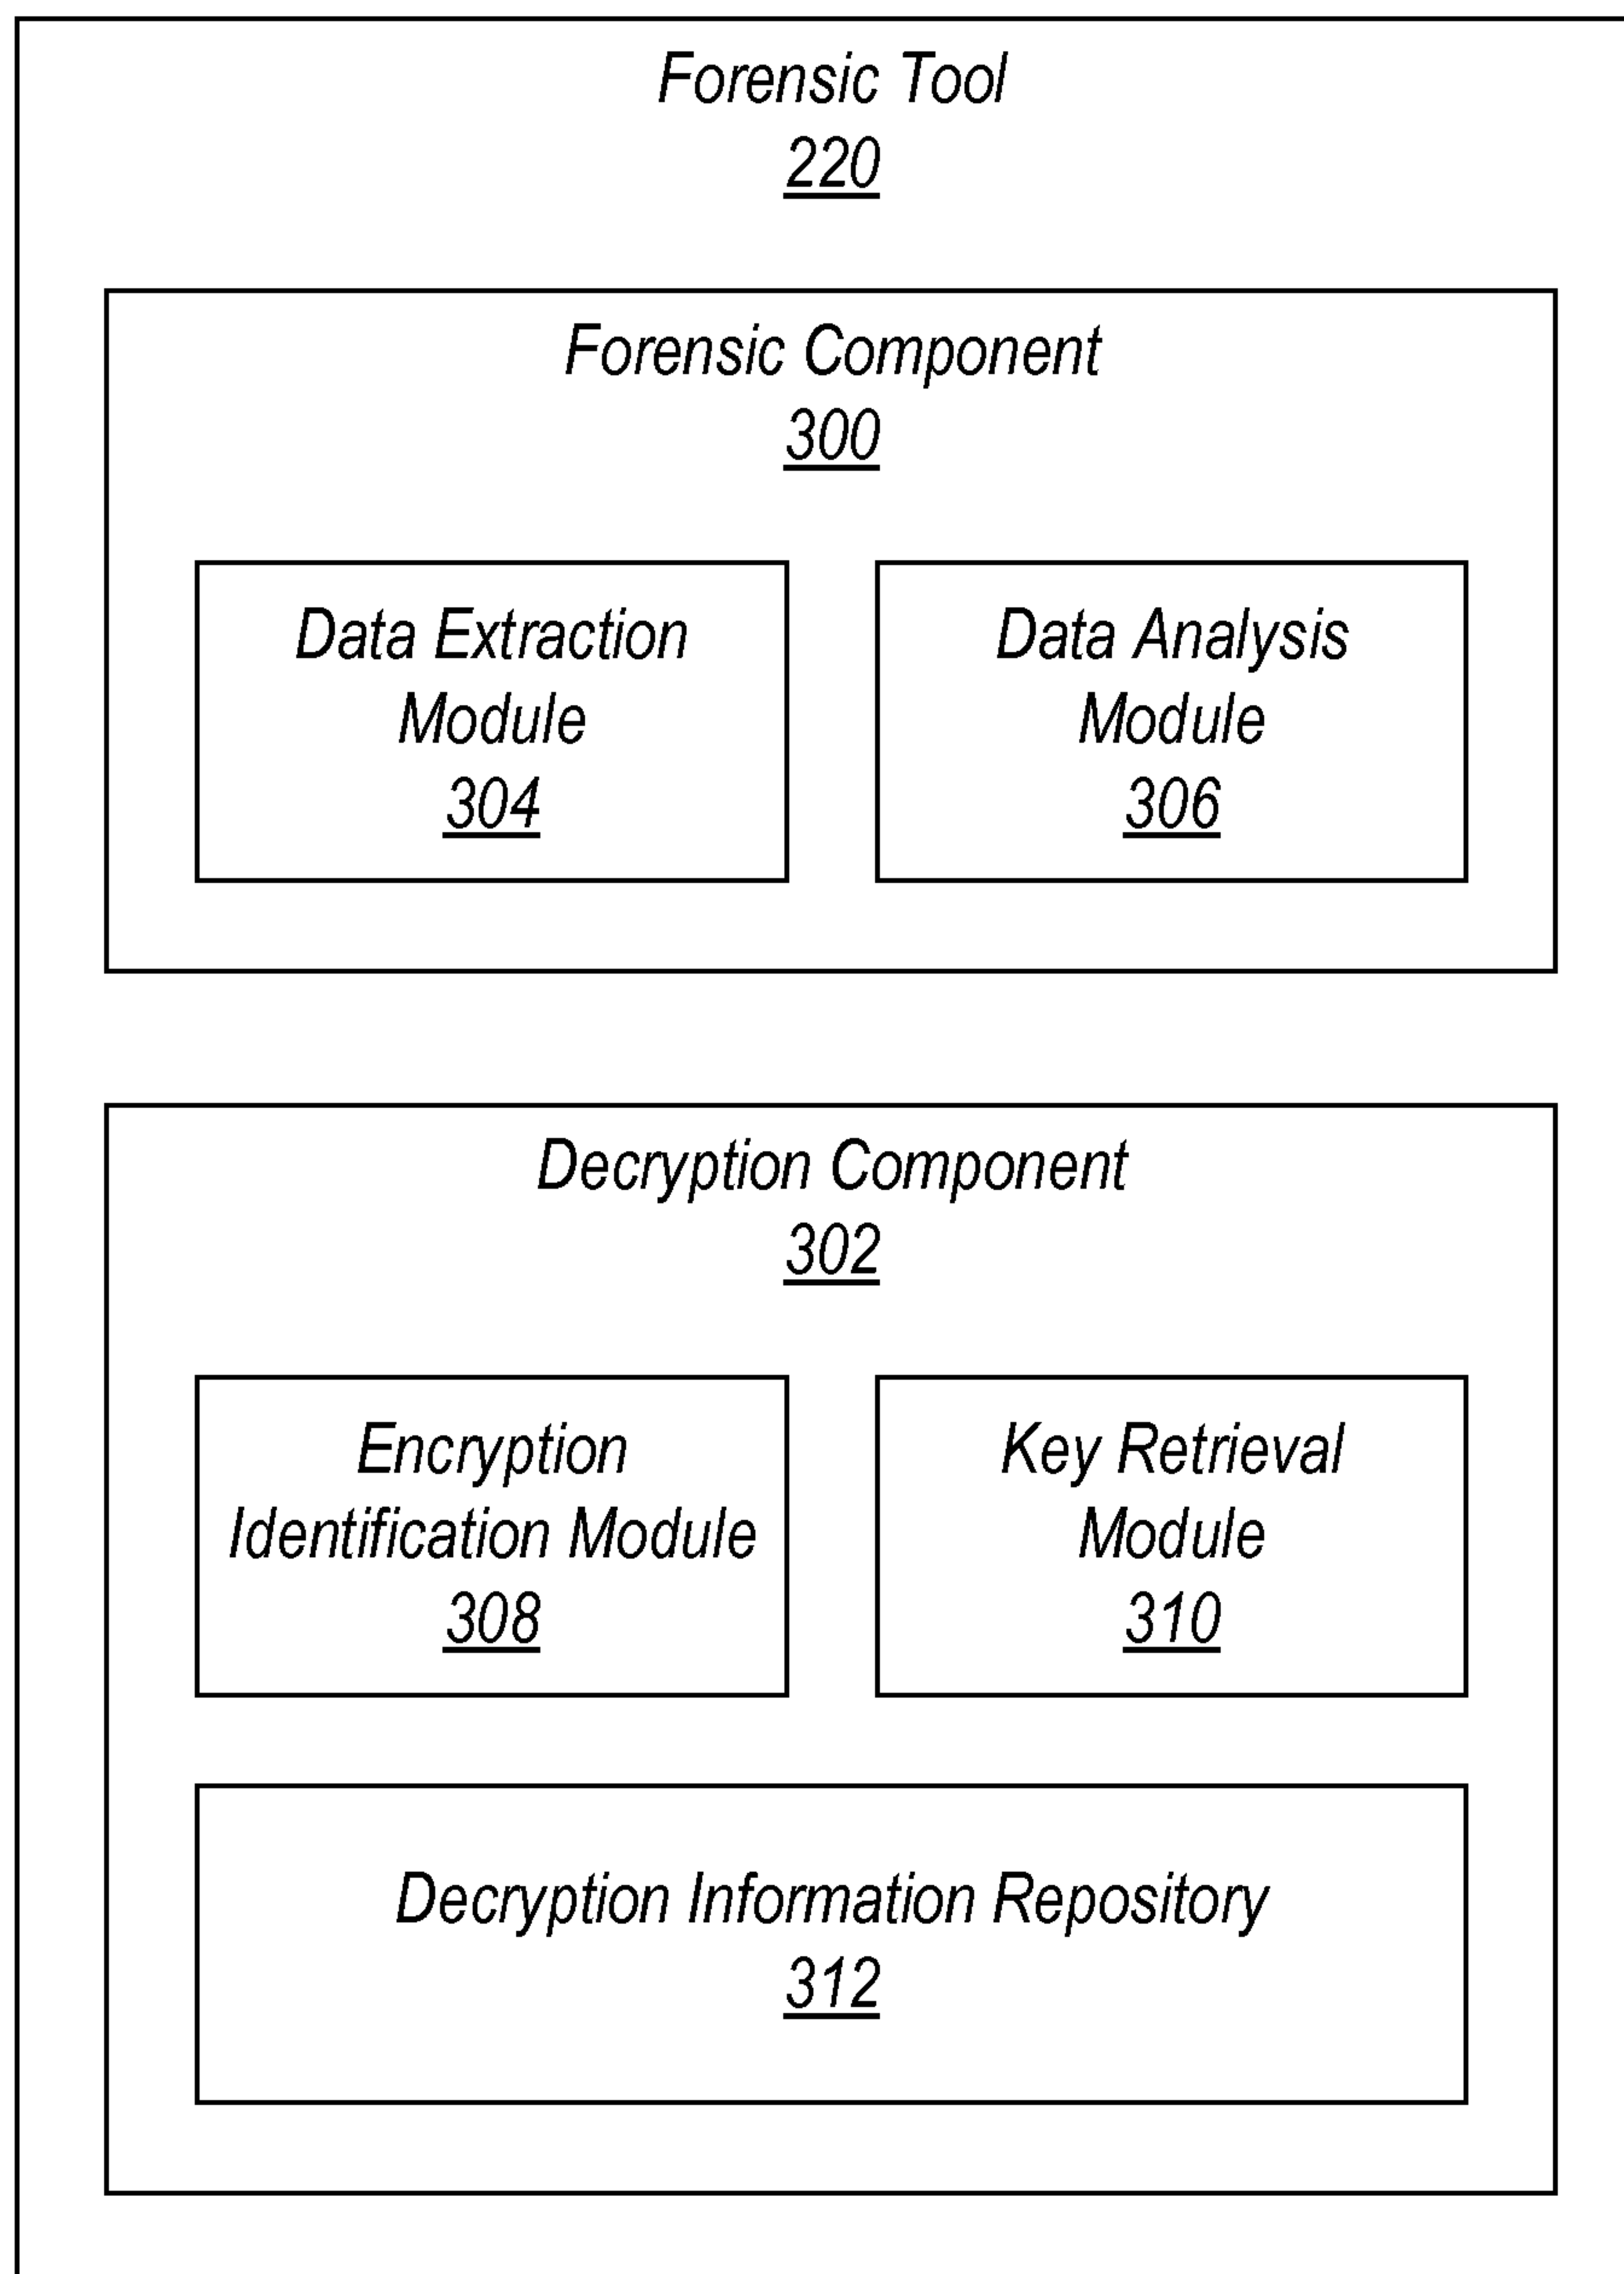 Forensic Tool
220
Forensic Component
300
Data Extraction
Module
304
Data Analysis
Module
306
Decryption Component
302
Encryption
Identification Module
308
Key Retrieval
Module
310
Decryption Information Repository
312